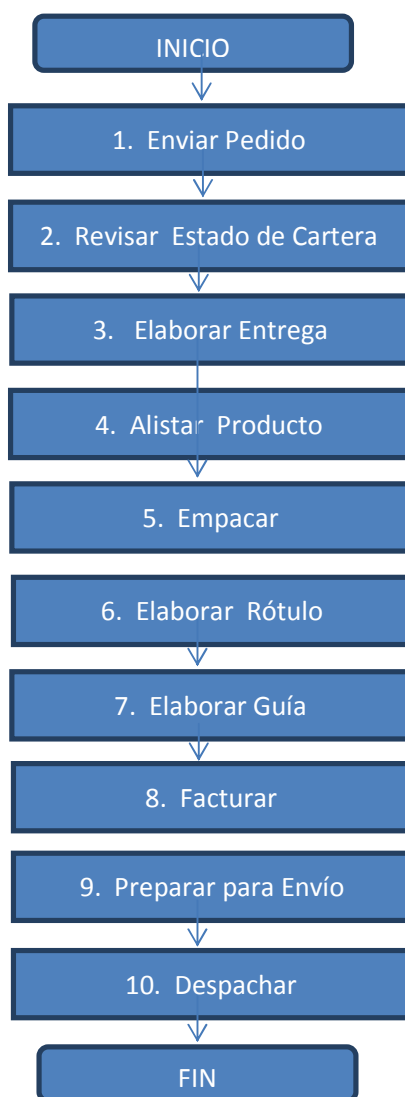 INICIO
1. Enviar Pedido
2. Revisar Estado de Cartera
3. Elaborar Entrega
4. Alistar Producto
5. Empacar
6. Elaborar Rótulo
7. Elaborar Guía
8. Facturar
9. Preparar para Envío
10. Despachar
FIN